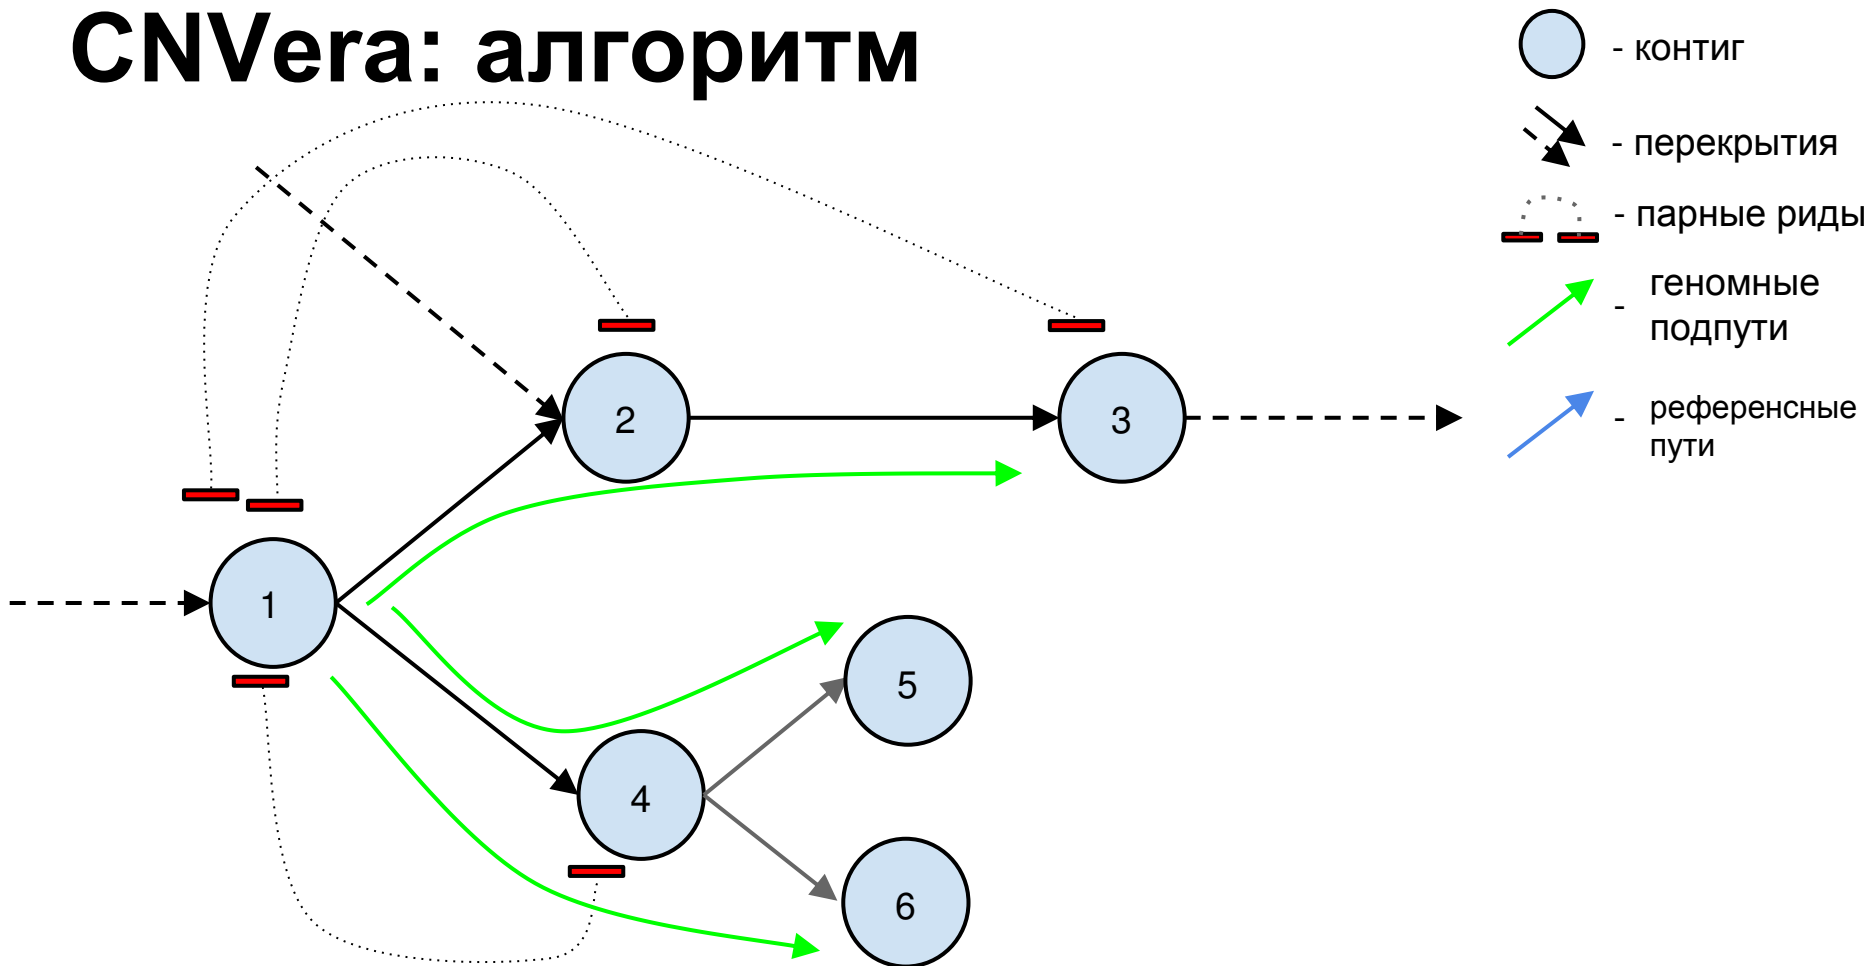 CNVera: алгоритм
- контиг
- перекрытия
- парные риды
- геномные
подпути
- референсные
пути
2
3
1
5
4
6